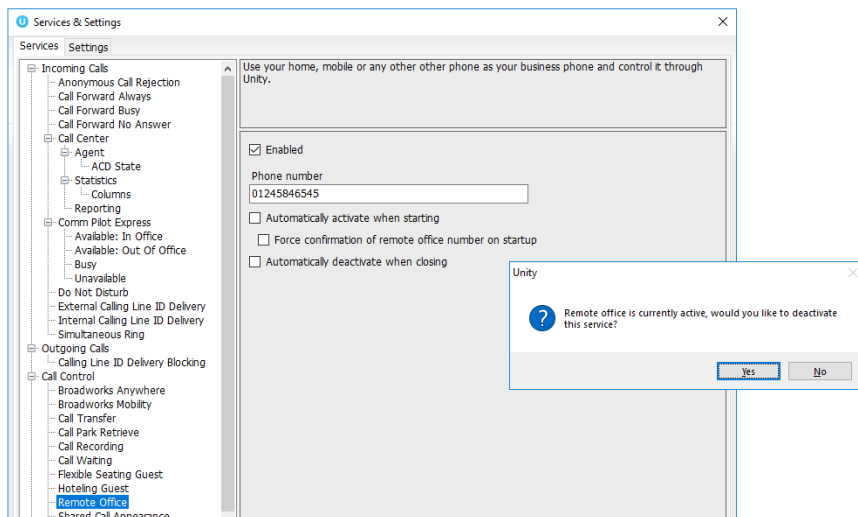 Services & Settings
Services Settings
Incoming Calls
Anonymous Call Rejection
Call Forward Always
Call Forward Busy
Call Forward No Answer
Call Center
Agent
ACD State
Statistics
Columns
Reporting
Comm Pilot Express
Available: In Office
Available: Out Of Office
Busy
Unavailable
Do Not Disturb
External Calling Line ID Delivery
Internal Calling Line ID Delivery
Simultaneous Ring
Outgoing Calls
Calling Line ID Delivery Blocking
Call Control
Broadworks Anywhere
Broadworks Mobility
Call Transfer
Call Park Retrieve
Call Recording
Call Waiting
Flexible Seating Guest
Hoteling Guest
Remote Office
Shared Call Appearance
Use your home, mobile or any other other phone as your business phone and control it through
Unity.
Enabled
Phone number
01245846545
Automatically activate when starting
Force confirmation of remote office number on startup
Automatically deactivate when closing
Unity
Remote office is currently active, would you like to deactivate
this service?
Yes No